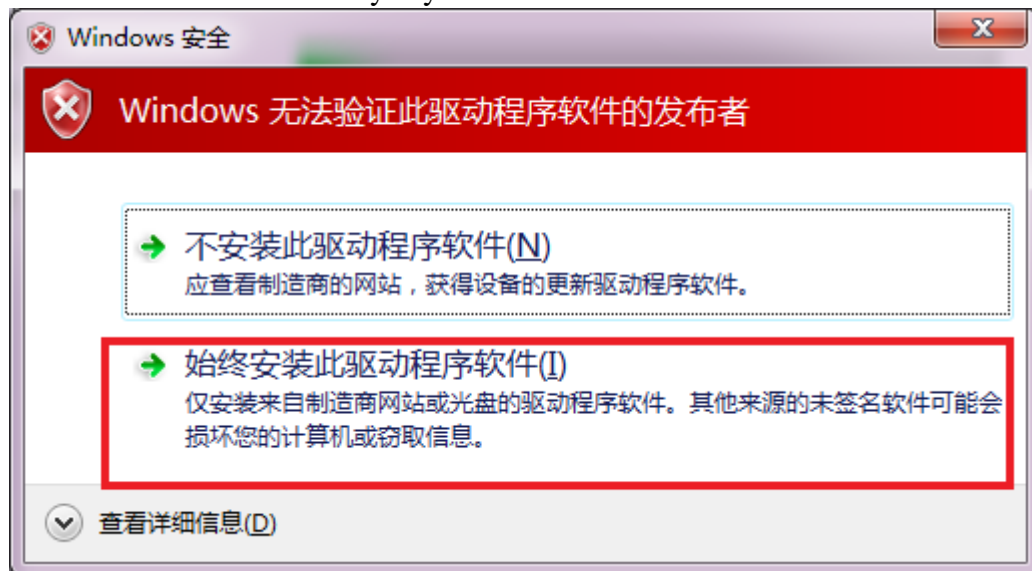 Windows 安全
Windows 无法验证此驱动程序软件的发布者
不安装此驱动程序软件(N)
应查看制造商的网站，获得设备的更新驱动程序软件。
始终安装此驱动程序软件(I)
仅安装来自制造商网站或光盘的驱动程序软件。其他来源的未签名软件可能会
损坏您的计算机或窃取信息。
查看详细信息(D)